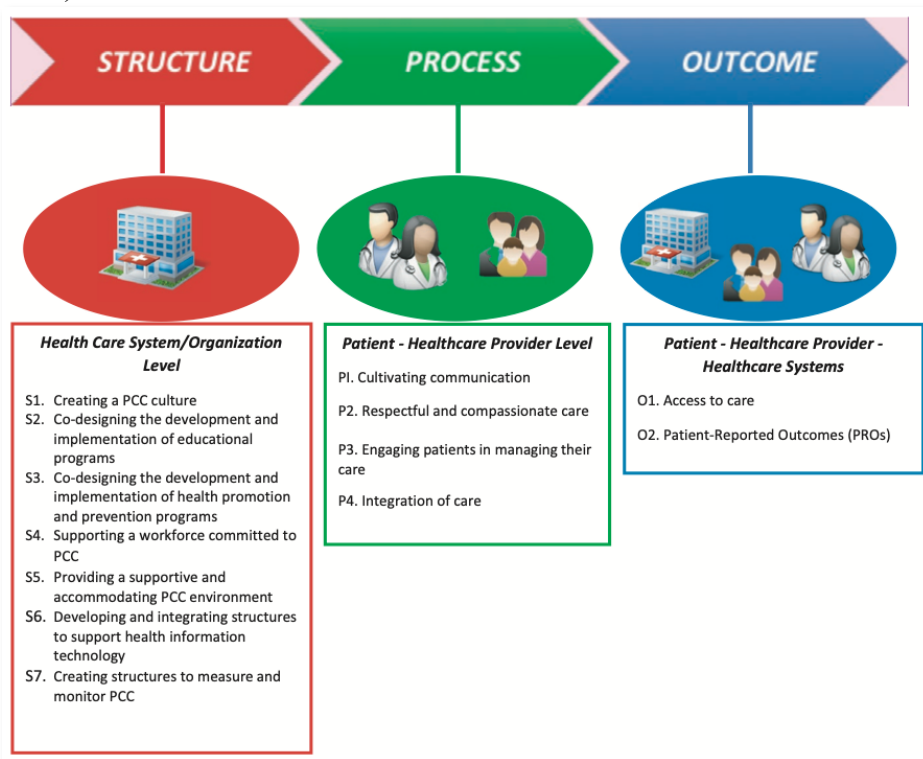 STRUCTURE
PROCESS
OUTCOME
Health Care System/Organization
Level
S1. Creating a PCC culture
S2. Co-designing the development and
implementation of educational
programs
S3. Co-designing the development and
implementation of health promotion
and prevention programs
S4. Supporting a workforce committed to
PCC
S5. Providing a supportive and
accommodating PCC environment
S6. Developing and integrating structures
to support health information
technology
S7. Creating structures to measure and
monitor PCC
Patient - Healthcare Provider Level
PI. Cultivating communication
P2. Respectful and compassionate care
P3. Engaging patients in managing their
care
P4. Integration of care
Patient - Healthcare Provider -
Healthcare Systems
O1. Access to care
O2. Patient-Reported Outcomes (PROs)